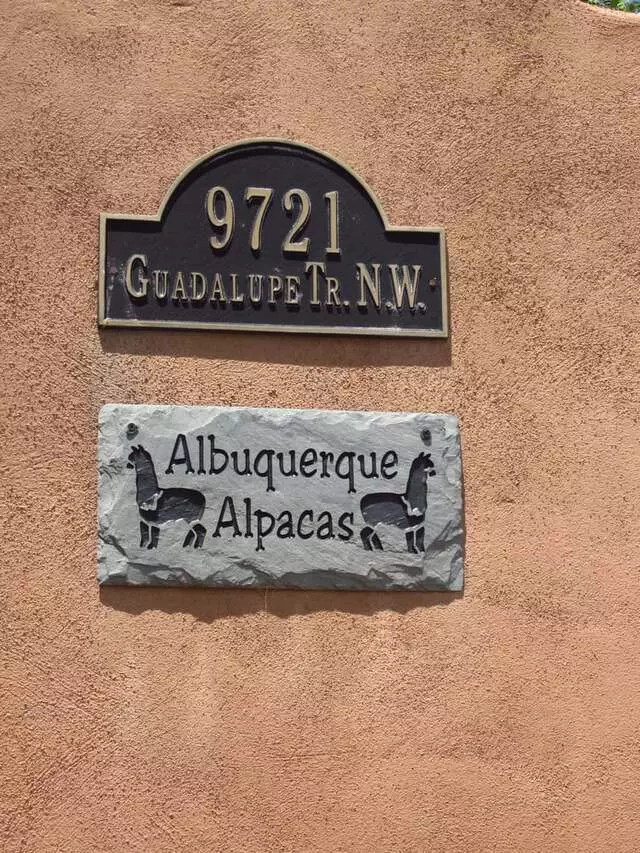 9721
GUADALUPE TR. N.W.
Albuquerque
Alpacas